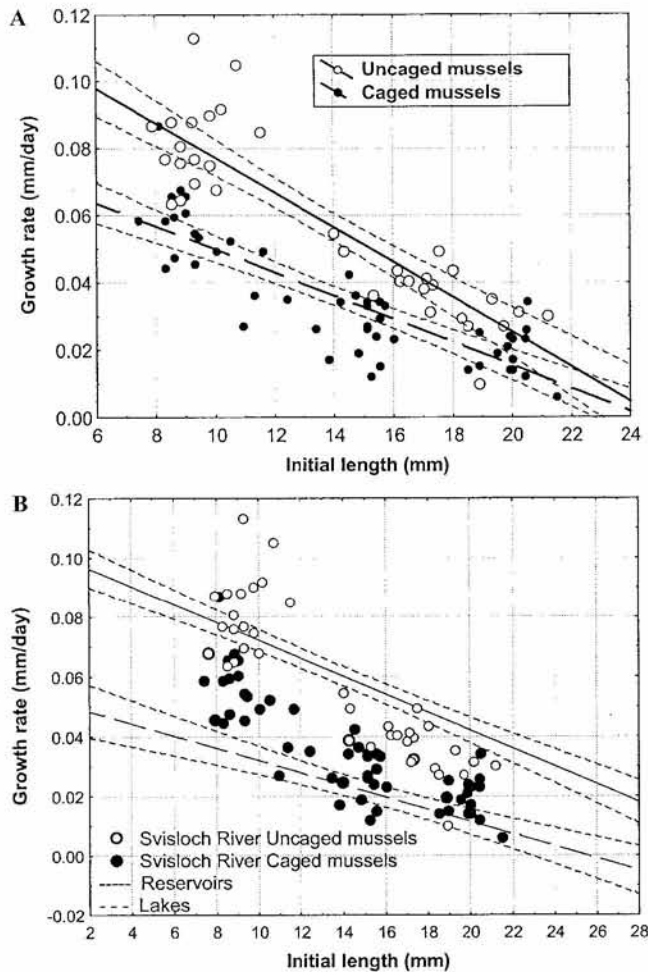 A
0.12
0.10
0.08
0.06
0.04
0.02
0.00
Growth rate (mm/day)
Uncaged mussels
Caged mussels
6 8 10 12 14 16 18 20 22 24
Initial length (mm)
B
0.12
0.10
0.08
0.06
0.04
0.02
0.00
-0.02
Growth rate (mm/day)
Svisloch River Uncaged mussels
Svisloch River Caged mussels
Reservoirs
Lakes
2 4 6 8 10 12 14 16 18 20 22 24 26 28
Initial length (mm)